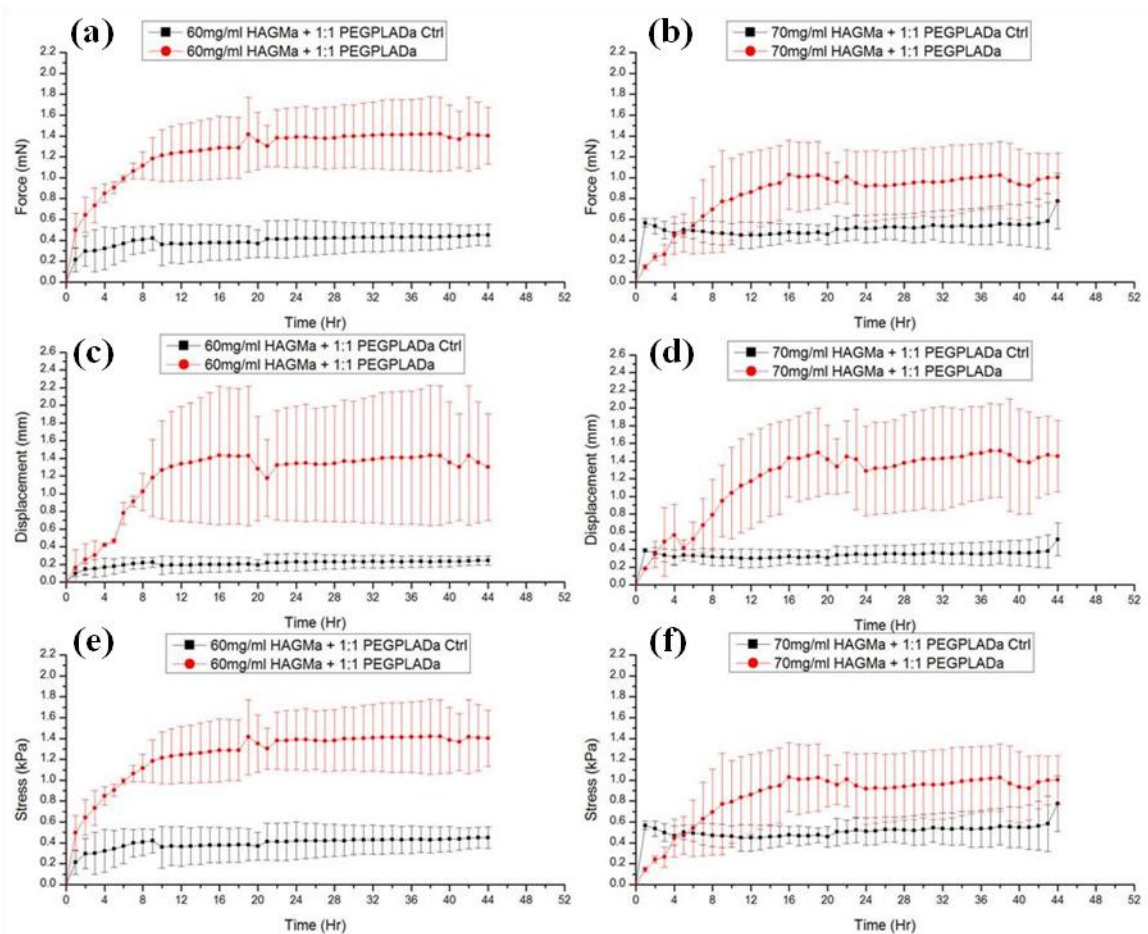 (a)
60mg/ml HAGMa + 1:1 PEGPLADa Ctrl
60mg/ml HAGMa + 1:1 PEGPLADa
Force (mN)
2.2
2.0
1.8
1.6
1.4
1.2
1.0
0.8
0.6
0.4
0.2
0.0
0 4 8 12 16 20 24 28 32 36 40 44 48 52
Time (Hr)
(b)
70mg/ml HAGMa + 1:1 PEGPLADa Ctrl
70mg/ml HAGMa + 1:1 PEGPLADa
Force (mN)
2.2
2.0
1.8
1.6
1.4
1.2
1.0
0.8
0.6
0.4
0.2
0.0
0 4 8 12 16 20 24 28 32 36 40 44 48 52
Time (Hr)
(c)
60mg/ml HAGMa + 1:1 PEGPLADa Ctrl
60mg/ml HAGMa + 1:1 PEGPLADa
Displacement (mm)
2.6
2.4
2.2
2.0
1.8
1.6
1.4
1.2
1.0
0.8
0.6
0.4
0.2
0.0
0 4 8 12 16 20 24 28 32 36 40 44 48 52
Time (Hr)
(d)
70mg/ml HAGMa + 1:1 PEGPLADa Ctrl
70mg/ml HAGMa + 1:1 PEGPLADa
Displacement (mm)
2.6
2.4
2.2
2.0
1.8
1.6
1.4
1.2
1.0
0.8
0.6
0.4
0.2
0.0
0 4 8 12 16 20 24 28 32 36 40 44 48 52
Time (Hr)
(e)
60mg/ml HAGMa + 1:1 PEGPLADa Ctrl
60mg/ml HAGMa + 1:1 PEGPLADa
Stress (kPa)
2.2
2.0
1.8
1.6
1.4
1.2
1.0
0.8
0.6
0.4
0.2
0.0
0 4 8 12 16 20 24 28 32 36 40 44 48 52
Time (Hr)
(f)
70mg/ml HAGMa + 1:1 PEGPLADa Ctrl
70mg/ml HAGMa + 1:1 PEGPLADa
Stress (kPa)
2.2
2.0
1.8
1.6
1.4
1.2
1.0
0.8
0.6
0.4
0.2
0.0
0 4 8 12 16 20 24 28 32 36 40 44 48 52
Time (Hr)